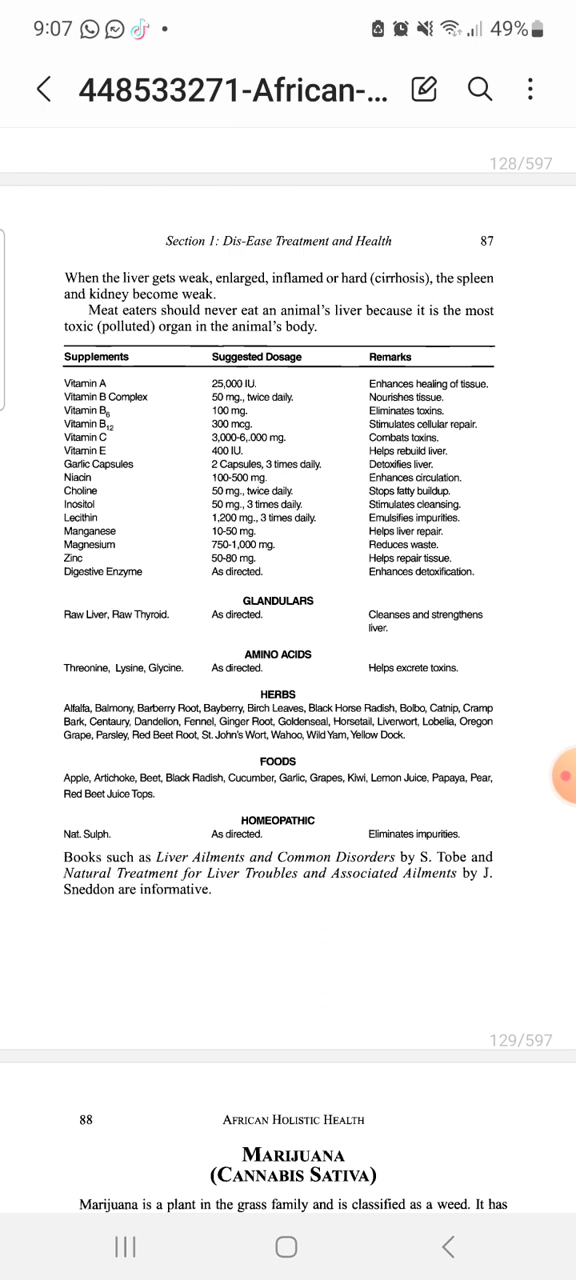 9:07
49%
448533271-African-...
128/597
Section 1: Dis-Ease Treatment and Health 87
When the liver gets weak, enlarged, inflamed or hard (cirrhosis), the spleen
and kidney become weak.
Meat eaters should never eat an animal's liver because it is the most
toxic (polluted) organ in the animal's body.
Supplements Suggested Dosage Remarks
Vitamin A 25,000 IU. Enhances healing of tissue.
Vitamin B Complex 50 mg., twice daily. Nourishes tissue.
Vitamin B6 100 mg. Eliminates toxins.
Vitamin B12 300 mcg. Stimulates cellular repair.
Vitamin C 3,000-6,.000 mg. Combats toxins.
Vitamin E 400 IU. Helps rebuild liver.
Garlic Capsules 2 Capsules, 3 times daily. Detoxifies liver.
Niacin 100-500 mg. Enhances circulation.
Choline 50 mg., twice daily. Stops fatty buildup.
Inositol 50 mg., 3 times daily. Stimulates cleansing.
Lecithin 1,200 mg., 3 times daily. Emulsifies impurities.
Manganese 10-50 mg. Helps liver repair.
Magnesium 750-1,000 mg. Reduces waste.
Zinc 50-80 mg. Helps repair tissue.
Digestive Enzyme As directed. Enhances detoxification.
GLANDULARS
Raw Liver, Raw Thyroid. As directed. Cleanses and strengthens
liver.
AMINO ACIDS
Threonine, Lysine, Glycine. As directed. Helps excrete toxins.
HERBS
Alfalfa, Balmony, Barberry Root, Bayberry, Birch Leaves, Black Horse Radish, Bolbo, Catnip, Cramp
Bark, Centaury, Dandelion, Fennel, Ginger Root, Goldenseal, Horsetail, Liverwort, Lobelia, Oregon
Grape, Parsley, Red Beet Root, St. John's Wort, Wahoo, Wild Yam, Yellow Dock.
FOODS
Apple, Artichoke, Beet, Black Radish, Cucumber, Garlic, Grapes, Kiwi, Lemon Juice, Papaya, Pear,
Red Beet Juice Tops.
HOMEOPATHIC
Nat. Sulph. As directed. Eliminates impurities.
Books such as Liver Ailments and Common Disorders by S. Tobe and
Natural Treatment for Liver Troubles and Associated Ailments by J.
Sneddon are informative.
129/597
88 AFRICAN HOLISTIC HEALTH
MARIJUANA
(CANNABIS SATIVA)
Marijuana is a plant in the grass family and is classified as a weed. It has